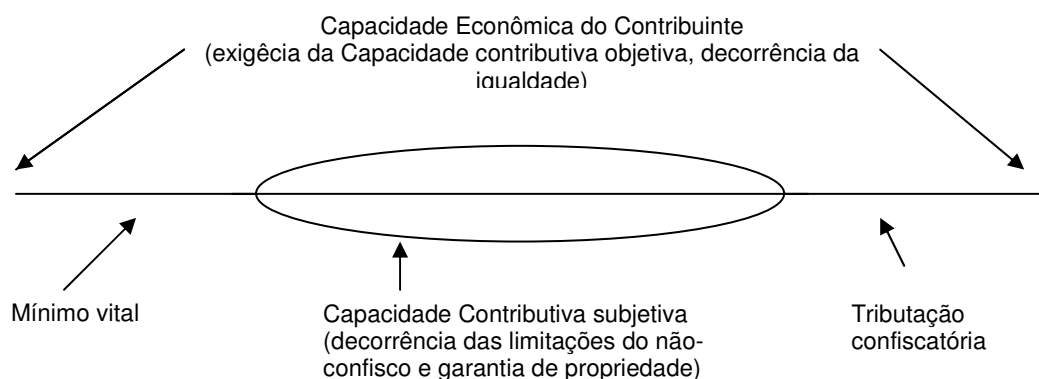 Capacidade Econômica do Contribuinte
(exigêcia da Capacidade contributiva objetiva, decorrência da
igualdade)
Mínimo vital
Capacidade Contributiva subjetiva
(decorrência das limitações do não-
confisco e garantia de propriedade)
Tributação
confiscatória